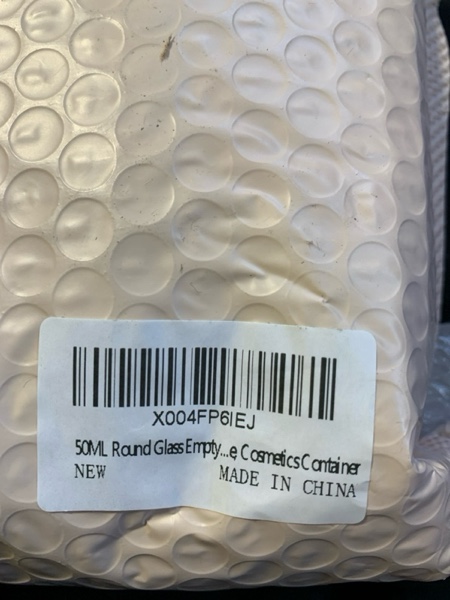 X004FP6IEJ
50ML Round Glass Empty...e, Cosmetics Container
NEW MADE IN CHINA